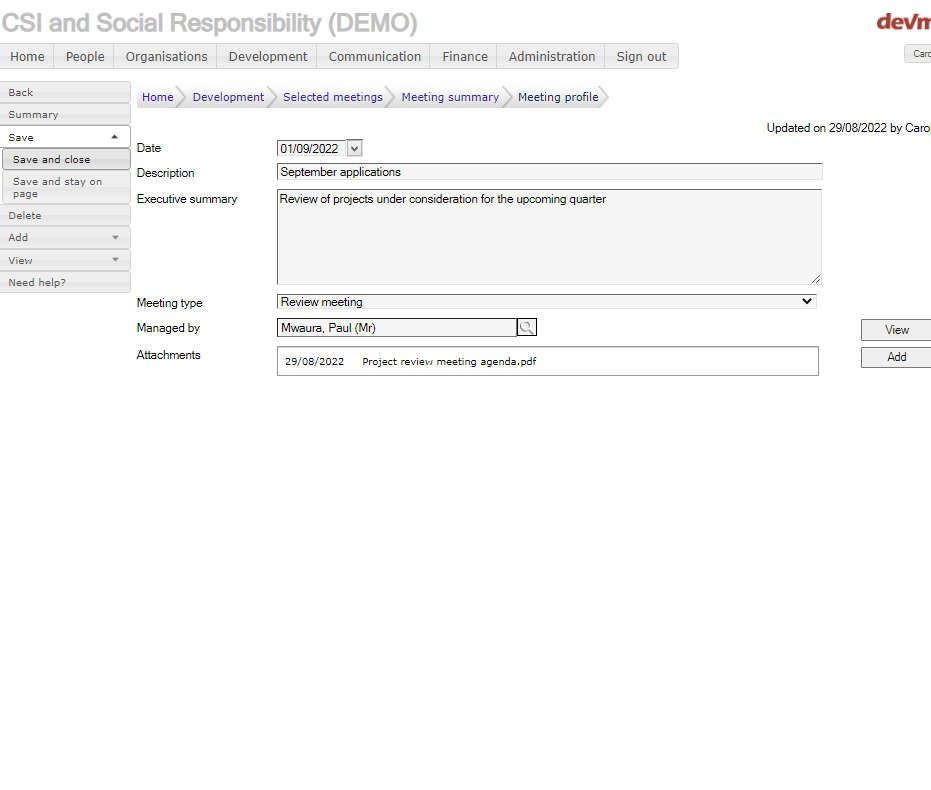 CSI and Social Responsibility (DEMO)
Home People Organisations Development Communication Finance Administration Sign out
Back
Summary
Save
Save and close
Save and stay on
page
Delete
Add
View
Need help?
Home Development Selected meetings Meeting summary Meeting profile
Updated on 29/08/2022 by
Date 01/09/2022
Description September applications
Executive summary Review of projects under consideration for the upcoming quarter
Meeting type Review meeting
Managed by Mwaura, Paul (Mr) View
Attachments 29/08/2022 Project review meeting agenda.pdf Add